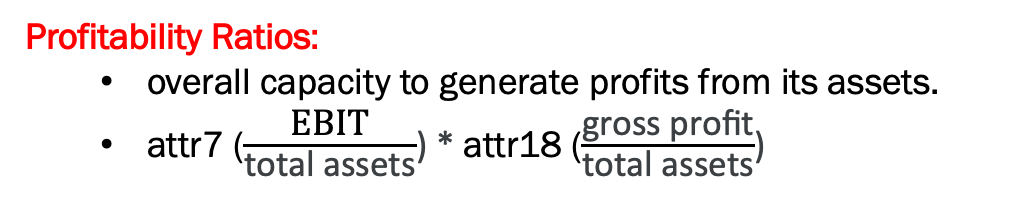 Profitability Ratios:
• overall capacity to generate profits from its assets.
• attr7 (EBIT/total assets) * attr18 (gross profit/total assets)